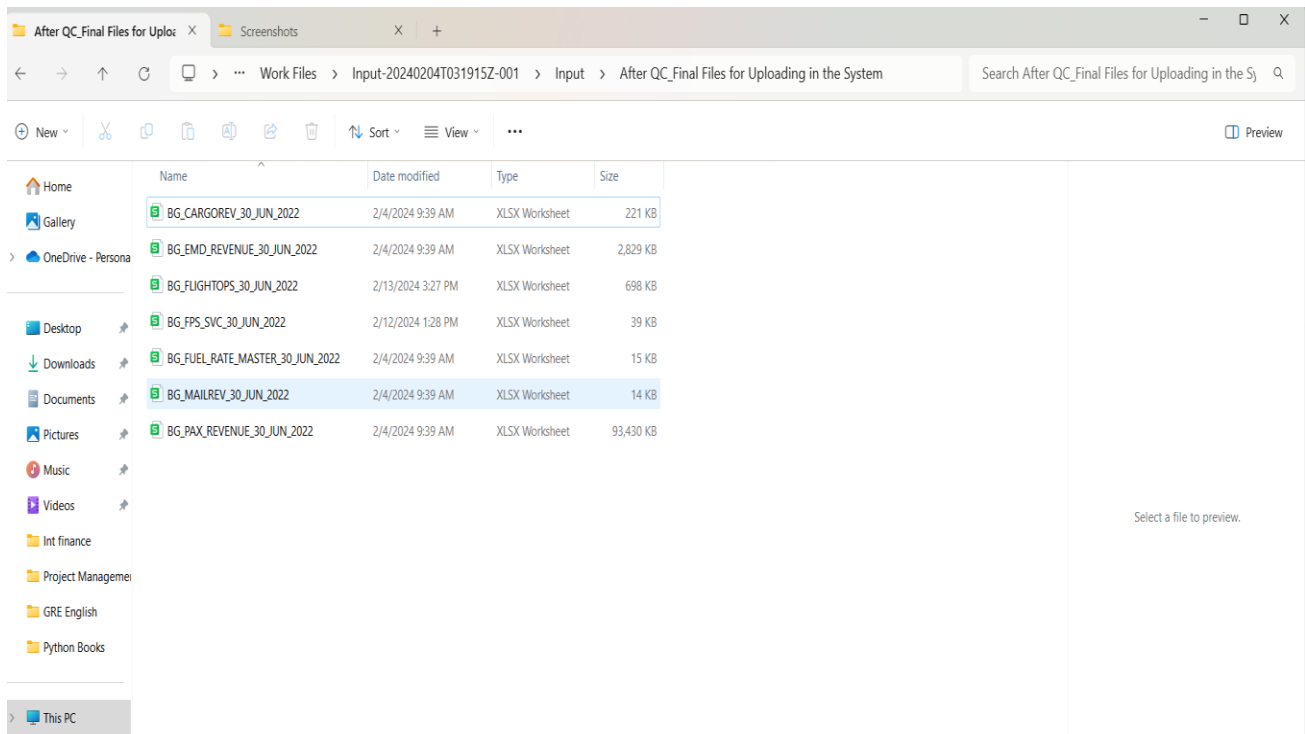 After QC_Final Files for Uploa X Screenshots X +
Work Files > Input-20240204T031915Z-001 > Input > After QC_Final Files for Uploading in the System Search After QC_Final Files for Uploading in the Sy
New Sort View ••• Preview
Name Date modified Type Size
Home
Gallery
OneDrive - Persona
Desktop
Downloads
Documents
Pictures
Music
Videos
Int finance
Project Managemer
GRE English
Python Books
This PC
BG_CARGOREV_30_JUN_2022 2/4/2024 9:39 AM XLSX Worksheet 221 KB
BG_EMD_REVENUE_30_JUN_2022 2/4/2024 9:39 AM XLSX Worksheet 2,829 KB
BG_FLIGHTOPS_30_JUN_2022 2/13/2024 3:27 PM XLSX Worksheet 698 KB
BG_FPS_SVC_30_JUN_2022 2/12/2024 1:28 PM XLSX Worksheet 39 KB
BG_FUEL_RATE_MASTER_30_JUN_2022 2/4/2024 9:39 AM XLSX Worksheet 15 KB
BG_MAILREV_30_JUN_2022 2/4/2024 9:39 AM XLSX Worksheet 14 KB
BG_PAX_REVENUE_30_JUN_2022 2/4/2024 9:39 AM XLSX Worksheet 93,430 KB
Select a file to preview.